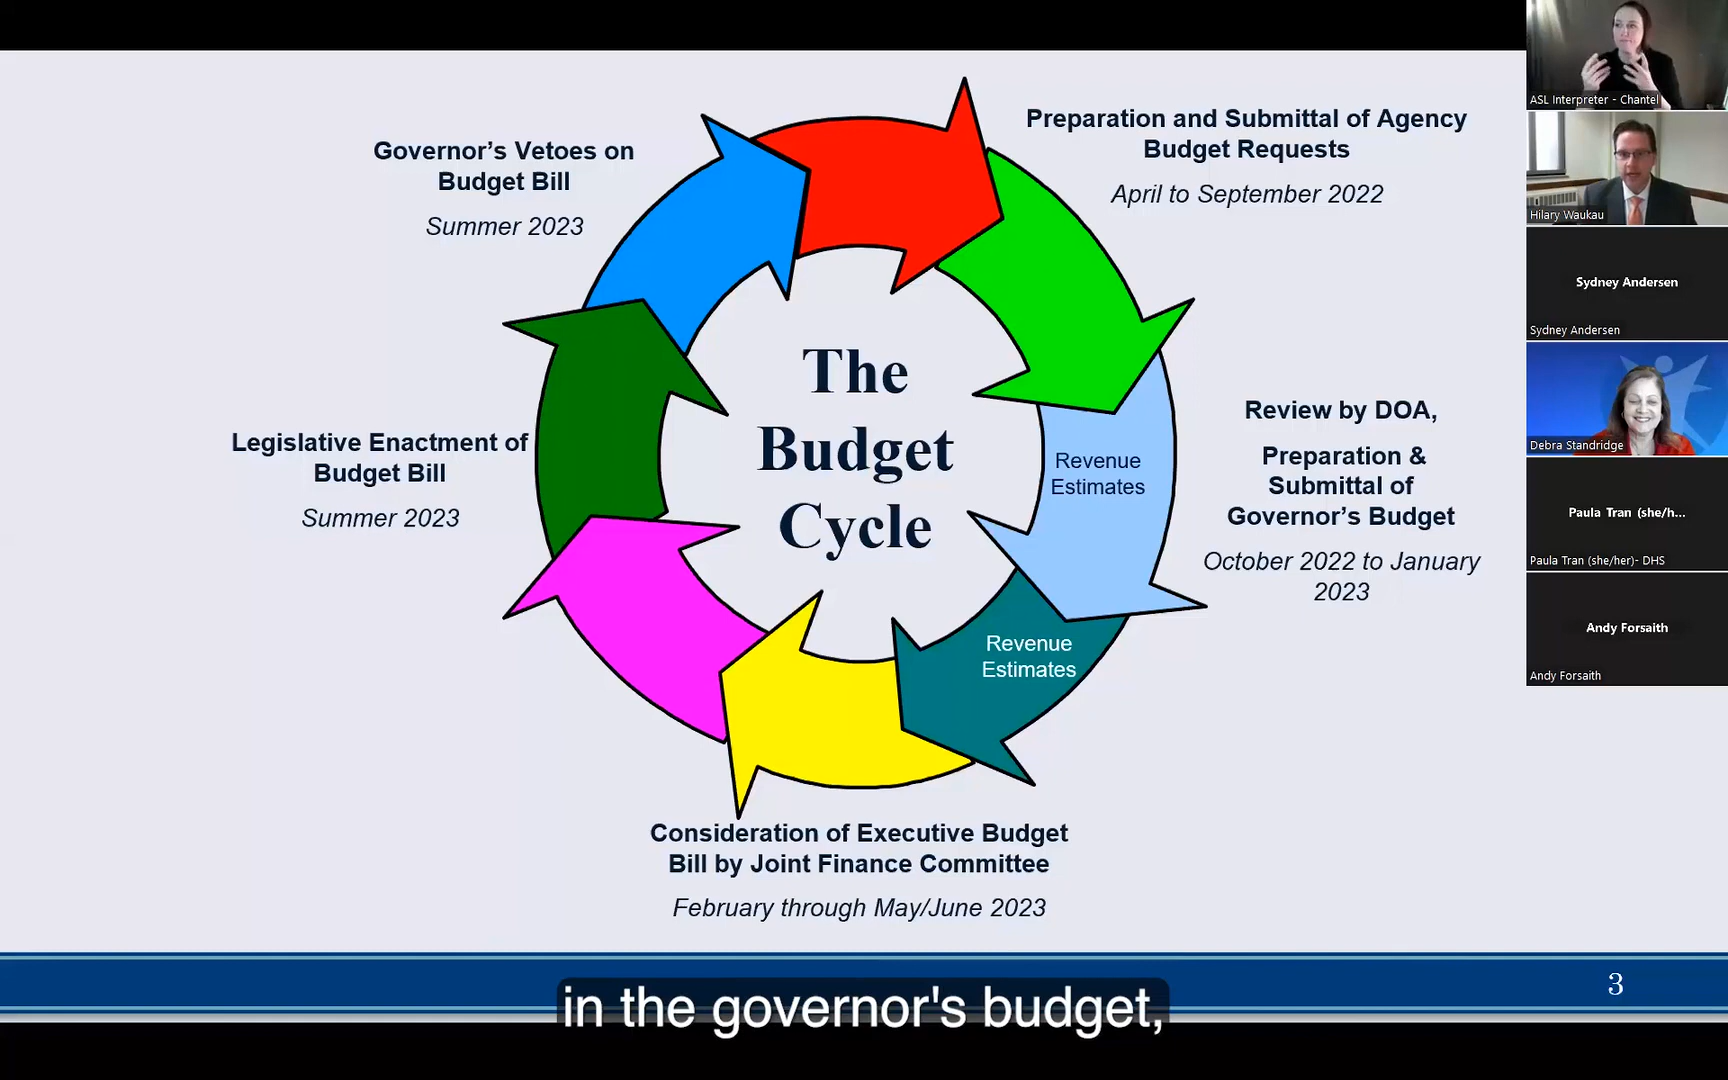 Preparation and Submittal of Agency
Budget Requests
April to September 2022
Governor's Vetoes on
Budget Bill
Summer 2023
The
Budget
Cycle
Review by DOA,
Preparation &
Submittal of
Governor's Budget
October 2022 to January
2023
Revenue
Estimates
Legislative Enactment of
Budget Bill
Summer 2023
Revenue
Estimates
Consideration of Executive Budget
Bill by Joint Finance Committee
February through May/June 2023
3
in the governor's budget,
ASL Interpreter - Chantel
Hilary Waukau
Sydney Andersen
Sydney Andersen
Debra Standridge
Paula Tran (she/h...
Paula Tran (she/her)- DHS
Andy Forsaith
Andy Forsaith